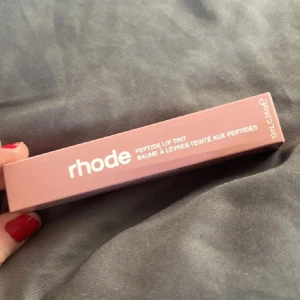 rhode
PEPTIDE LIP TINT
BAUME À LÈVRES TEINTÉ AUX PEPTIDES